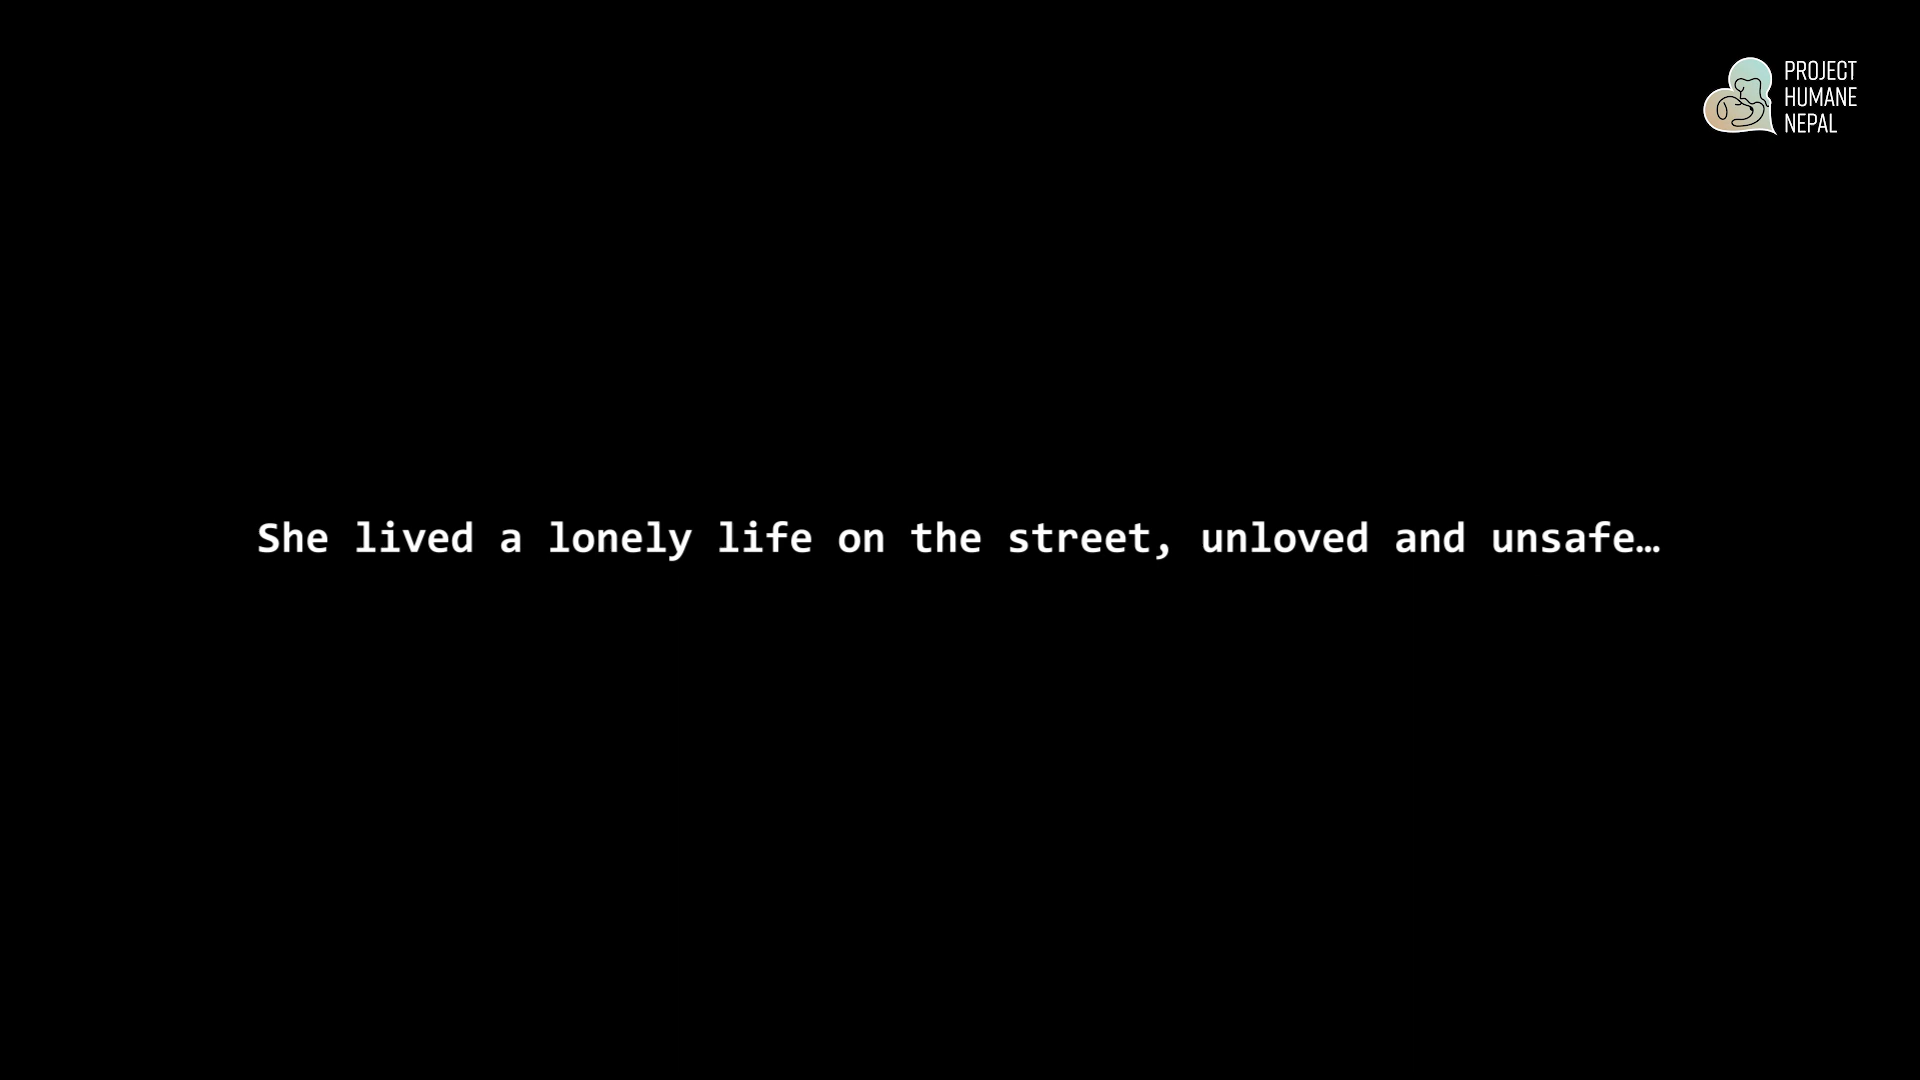 PROJECT
HUMANE
NEPAL
She lived a lonely life on the street, unloved and unsafe…